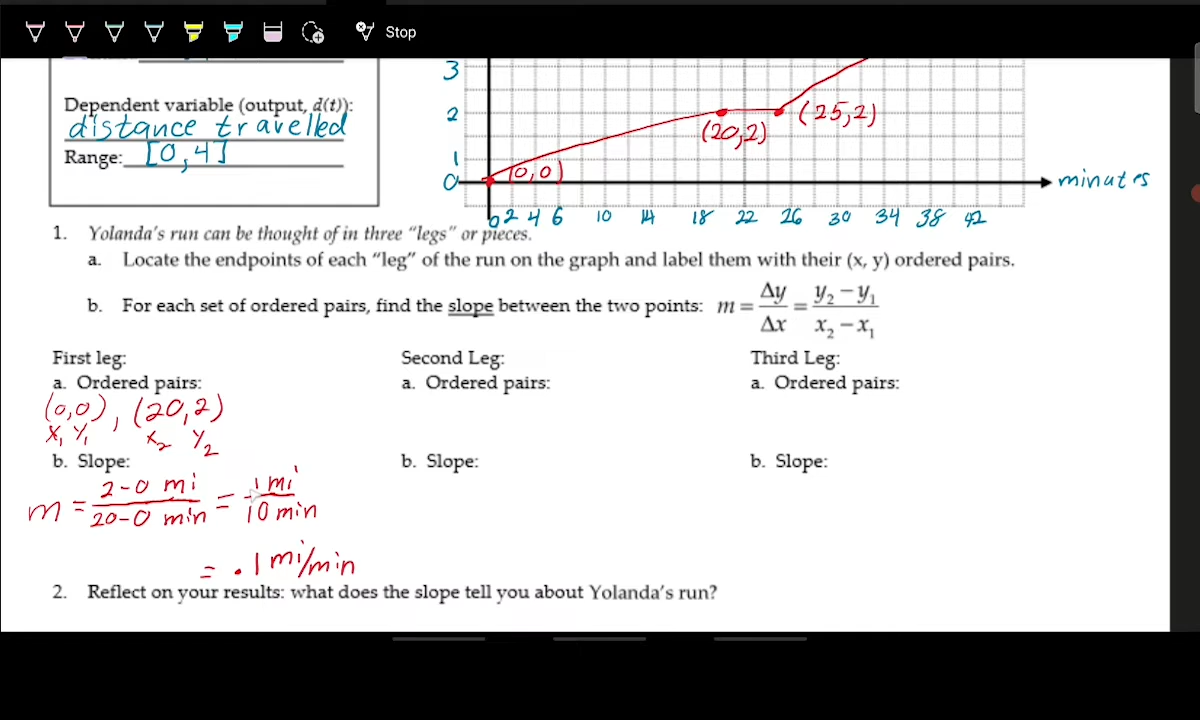 Stop
3
Dependent variable (output, d(t)):
distance travelled
Range: [0,4]
2
(20,2)
(25,2)
1
(0,0)
0
minutes
0 2 4 6 10 14 18 22 26 30 34 38 42
1. Yolanda's run can be thought of in three "legs" or pieces.
a. Locate the endpoints of each "leg" of the run on the graph and label them with their (x, y) ordered pairs.
b. For each set of ordered pairs, find the slope between the two points: m = Δy/Δx = y₂ − y₁/x₂ − x₁
First leg: Second Leg: Third Leg:
a. Ordered pairs: a. Ordered pairs: a. Ordered pairs:
(0,0), (20,2)
x₁ y₁ x₂ y₂
b. Slope: b. Slope: b. Slope:
m = 2-0 mi/20-0 min = 1 mi/10 min
= .1 mi/min
2. Reflect on your results: what does the slope tell you about Yolanda's run?